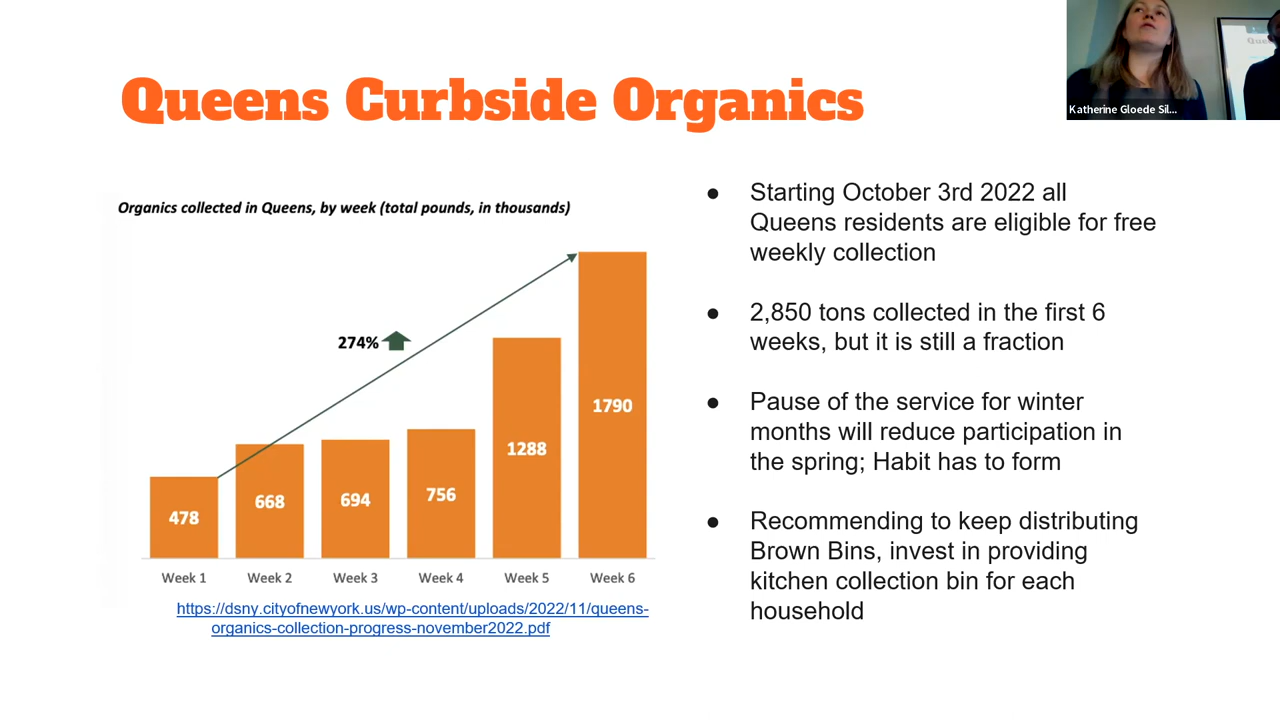 Queens Curbside Organics
Katherine Gloede Sil...
Organics collected in Queens, by week (total pounds, in thousands)
274%
478
668
694
756
1288
1790
Week 1
Week 2
Week 3
Week 4
Week 5
Week 6
https://dsny.cityofnewyork.us/wp-content/uploads/2022/11/queens-
organics-collection-progress-november2022.pdf
● Starting October 3rd 2022 all
Queens residents are eligible for free
weekly collection
● 2,850 tons collected in the first 6
weeks, but it is still a fraction
● Pause of the service for winter
months will reduce participation in
the spring; Habit has to form
● Recommending to keep distributing
Brown Bins, invest in providing
kitchen collection bin for each
household